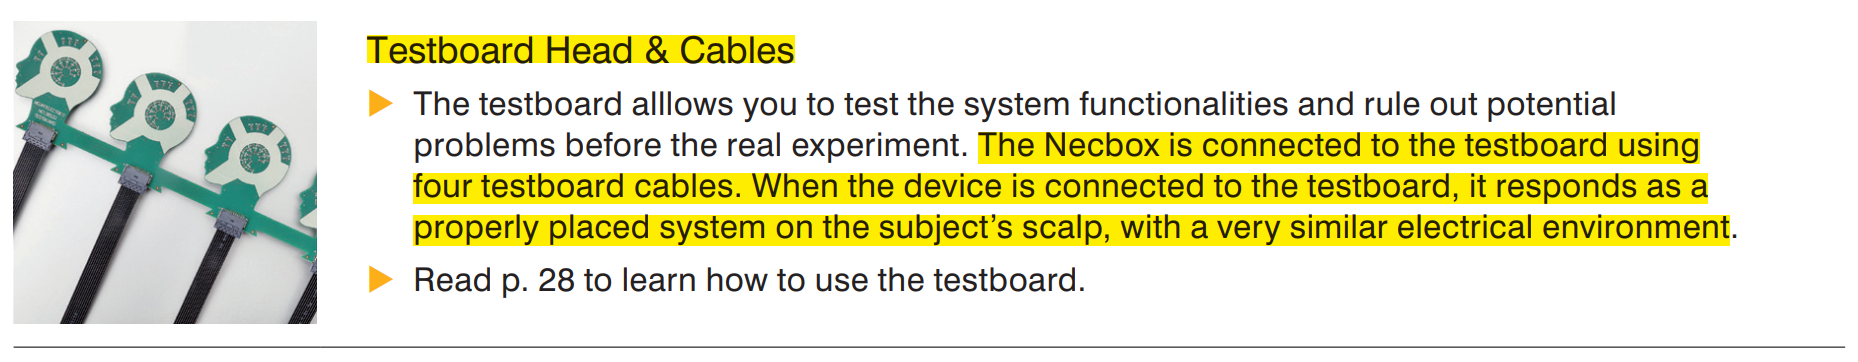 Testboard Head & Cables
The testboard alllows you to test the system functionalities and rule out potential
problems before the real experiment. The Necbox is connected to the testboard using
four testboard cables. When the device is connected to the testboard, it responds as a
properly placed system on the subject’s scalp, with a very similar electrical environment.
Read p. 28 to learn how to use the testboard.